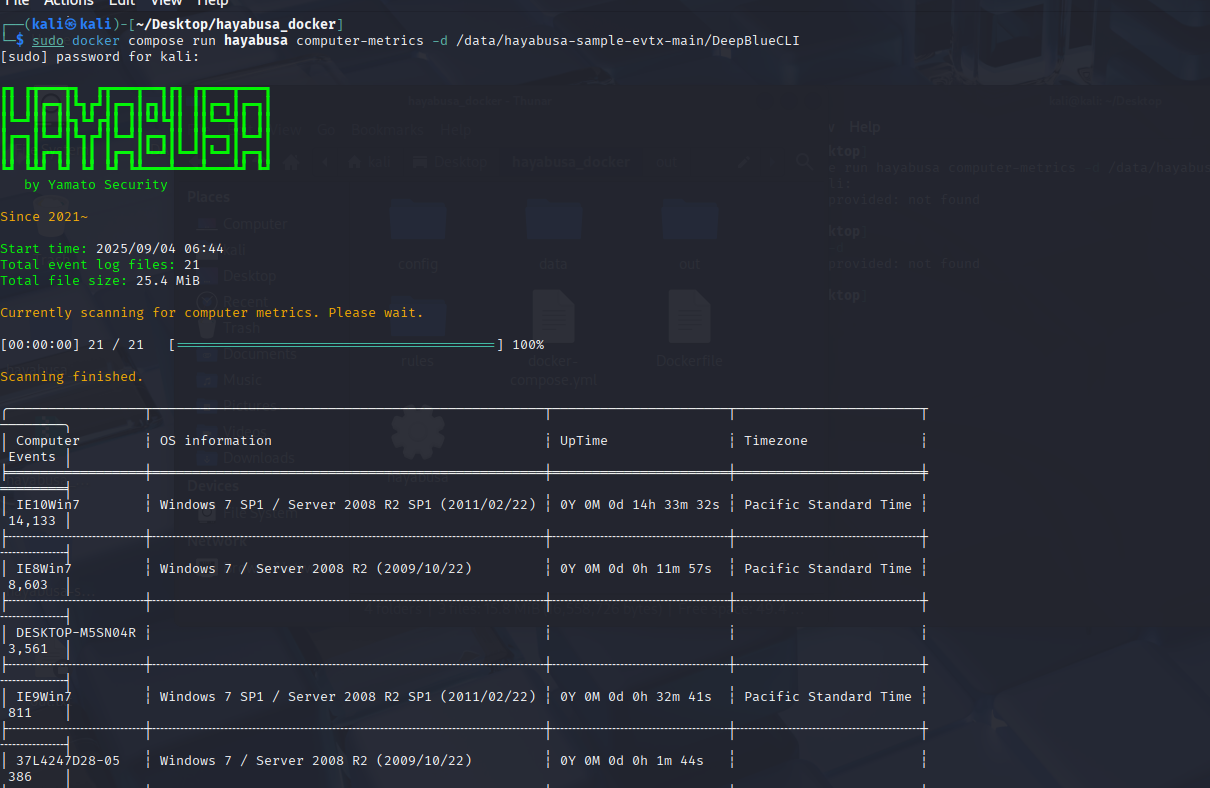 File Actions Edit View Help
┌──(kali㉿kali)-[~/Desktop/hayabusa_docker]
└─$ sudo docker compose run hayabusa computer-metrics -d /data/hayabusa-sample-evtx-main/DeepBlueCLI
[sudo] password for kali:
HAYABUSA
by Yamato Security
Since 2021~
Start time: 2025/09/04 06:44
Total event log files: 21
Total file size: 25.4 MiB
Currently scanning for computer metrics. Please wait.
[00:00:00] 21 / 21 [========================================] 100%
Scanning finished.
Computer OS information UpTime Timezone
Events
IE10Win7 Windows 7 SP1 / Server 2008 R2 SP1 (2011/02/22) 0Y 0M 0d 14h 33m 32s Pacific Standard Time
14,133
IE8Win7 Windows 7 / Server 2008 R2 (2009/10/22) 0Y 0M 0d 0h 11m 57s Pacific Standard Time
8,603
DESKTOP-M5SN04R
3,561
IE9Win7 Windows 7 SP1 / Server 2008 R2 SP1 (2011/02/22) 0Y 0M 0d 0h 32m 41s Pacific Standard Time
811
37L4247D28-05 Windows 7 / Server 2008 R2 (2009/10/22) 0Y 0M 0d 0h 1m 44s
386